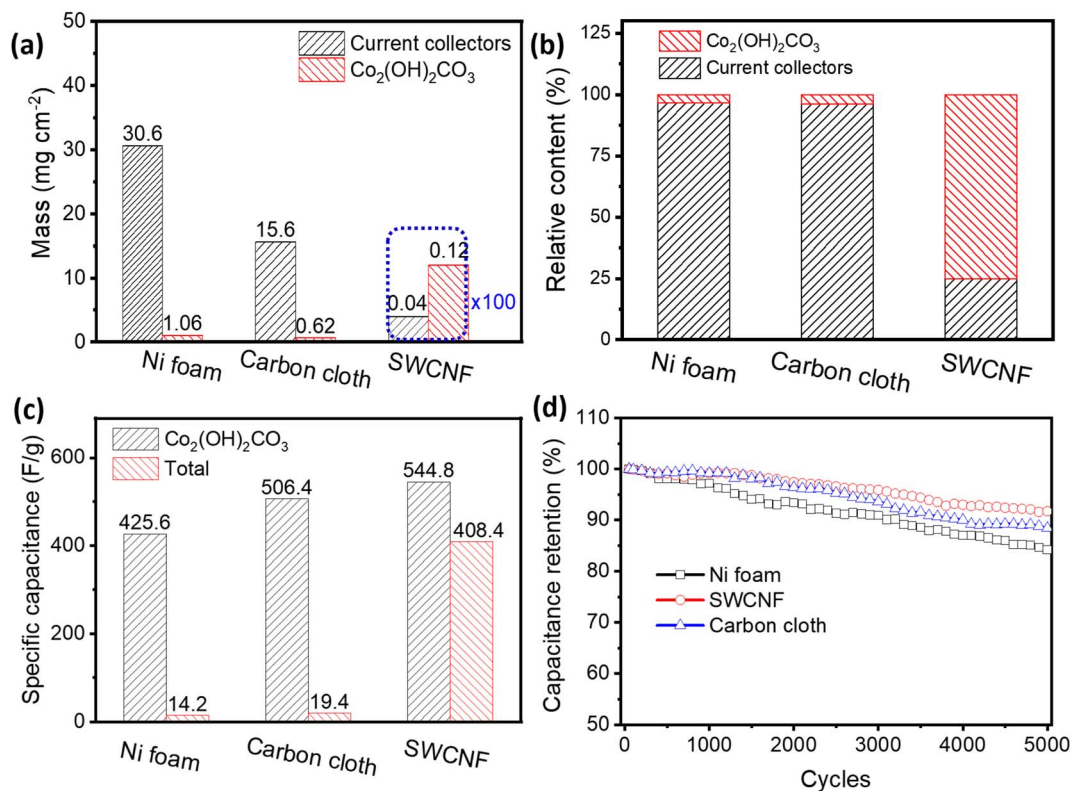 (a)
50
40
30
20
10
0
Mass (mg cm⁻²)
Current collectors
Co₂(OH)₂CO₃
30.6
1.06
15.6
0.62
0.04
0.12
x100
Ni foam
Carbon cloth
SWCNF
(b)
125
100
75
50
25
0
Relative content (%)
Co₂(OH)₂CO₃
Current collectors
Ni foam
Carbon cloth
SWCNF
(c)
600
400
200
0
Specific capacitance (F/g)
Co₂(OH)₂CO₃
Total
425.6
14.2
506.4
19.4
544.8
408.4
Ni foam
Carbon cloth
SWCNF
(d)
110
100
90
80
70
60
50
Capacitance retention (%)
Ni foam
SWCNF
Carbon cloth
0
1000
2000
3000
4000
5000
Cycles